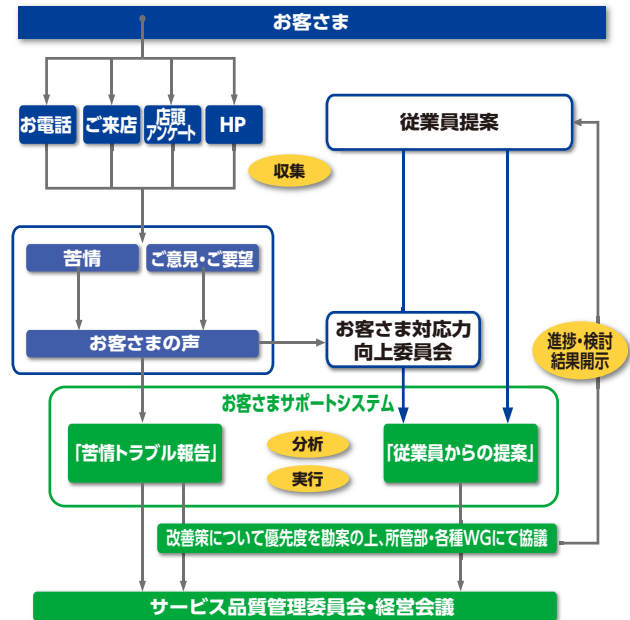 お客さま
お電話
ご来店
店頭
アンケート
HP
従業員提案
収集
苦情
ご意見・ご要望
お客さまの声
お客さま対応力
向上委員会
進捗・検討
結果開示
お客さまサポートシステム
「苦情トラブル報告」
分析
実行
「従業員からの提案」
改善策について優先度を勘案の上、所管部・各種WGにて協議
サービス品質管理委員会・経営会議